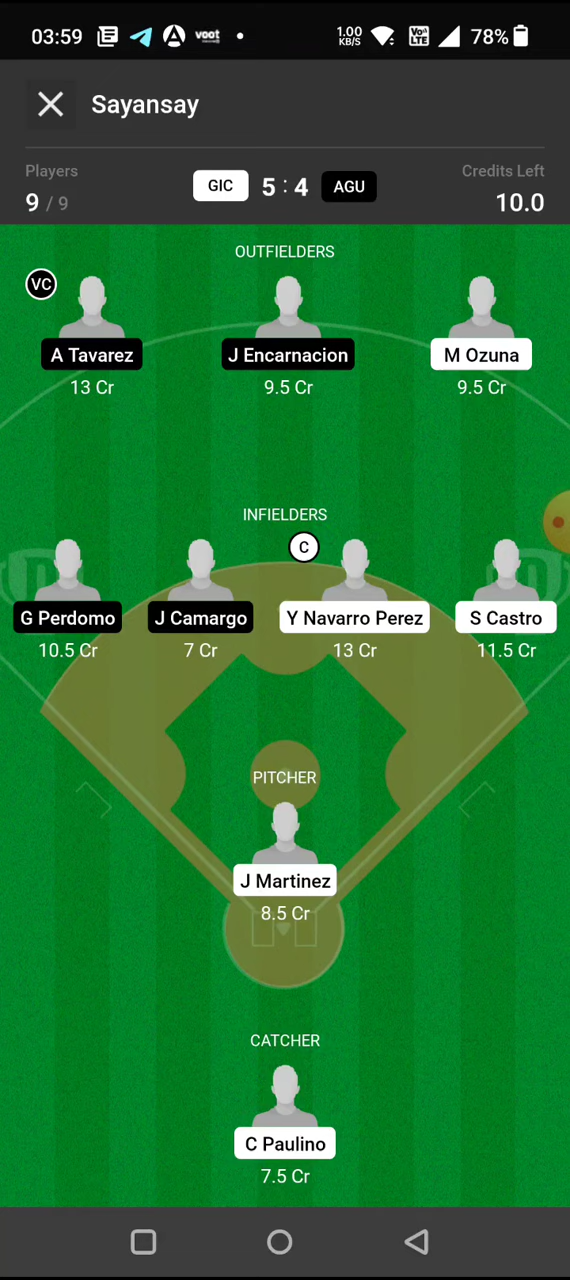 03:59 voot 1.00 KB/S Vo LTE 78%
Sayansay
Players Credits Left
9 / 9 GIC 5 : 4 AGU 10.0
OUTFIELDERS
VC
A Tavarez J Encarnacion M Ozuna
13 Cr 9.5 Cr 9.5 Cr
INFIELDERS
C
G Perdomo J Camargo Y Navarro Perez S Castro
10.5 Cr 7 Cr 13 Cr 11.5 Cr
PITCHER
J Martinez
8.5 Cr
CATCHER
C Paulino
7.5 Cr